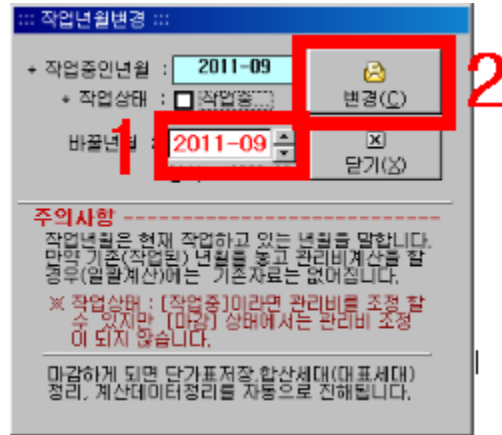 ::: 작업년월변경 :::
+ 작업중인년월 : 2011-09
+ 작업상태 : 작업중
변경(C)
2
1
바꿀년월 : 2011-09
닫기(X)
주의사항 --------------------------
작업년월은 현재 작업하고 있는 년월을 말합니다.
만약 기존(작업된) 년월을 놓고 관리비계산을 할
경우(일괄계산)에는 기존자료는 없어집니다.
※ 작업상태 : [작업중]이라면 관리비를 조정 할
수 있지만 [마감] 상태에서는 관리비 조정
이 되지 않습니다.
마감하게 되면 단가표저장,합산세대(대표세대)
정리, 계산데이터정리를 자동으로 진해됩니다.